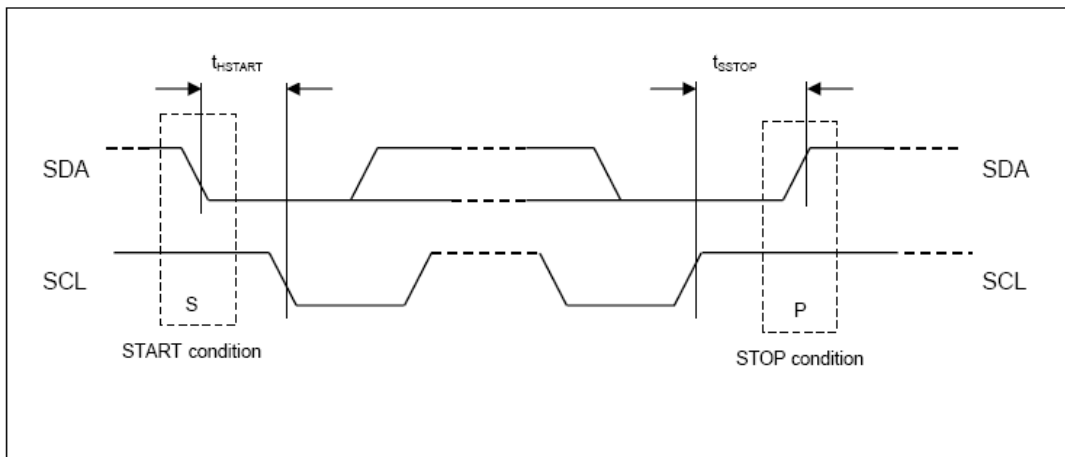 tHSTART
tSSTOP
SDA
SDA
SCL
SCL
S
P
START condition
STOP condition